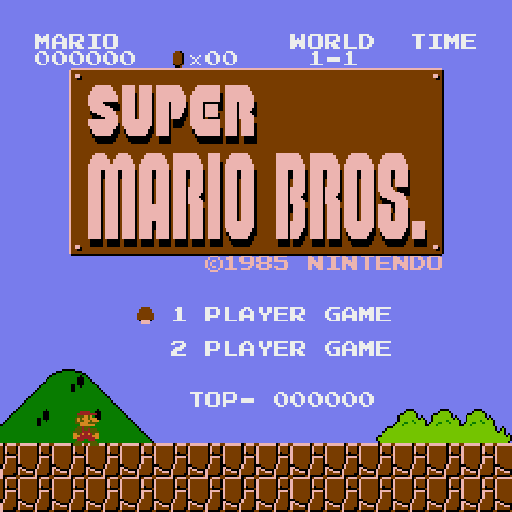 MARIO WORLD TIME
000000 x00 1-1
SUPER
MARIO BROS.
©1985 NINTENDO
1 PLAYER GAME
2 PLAYER GAME
TOP- 000000